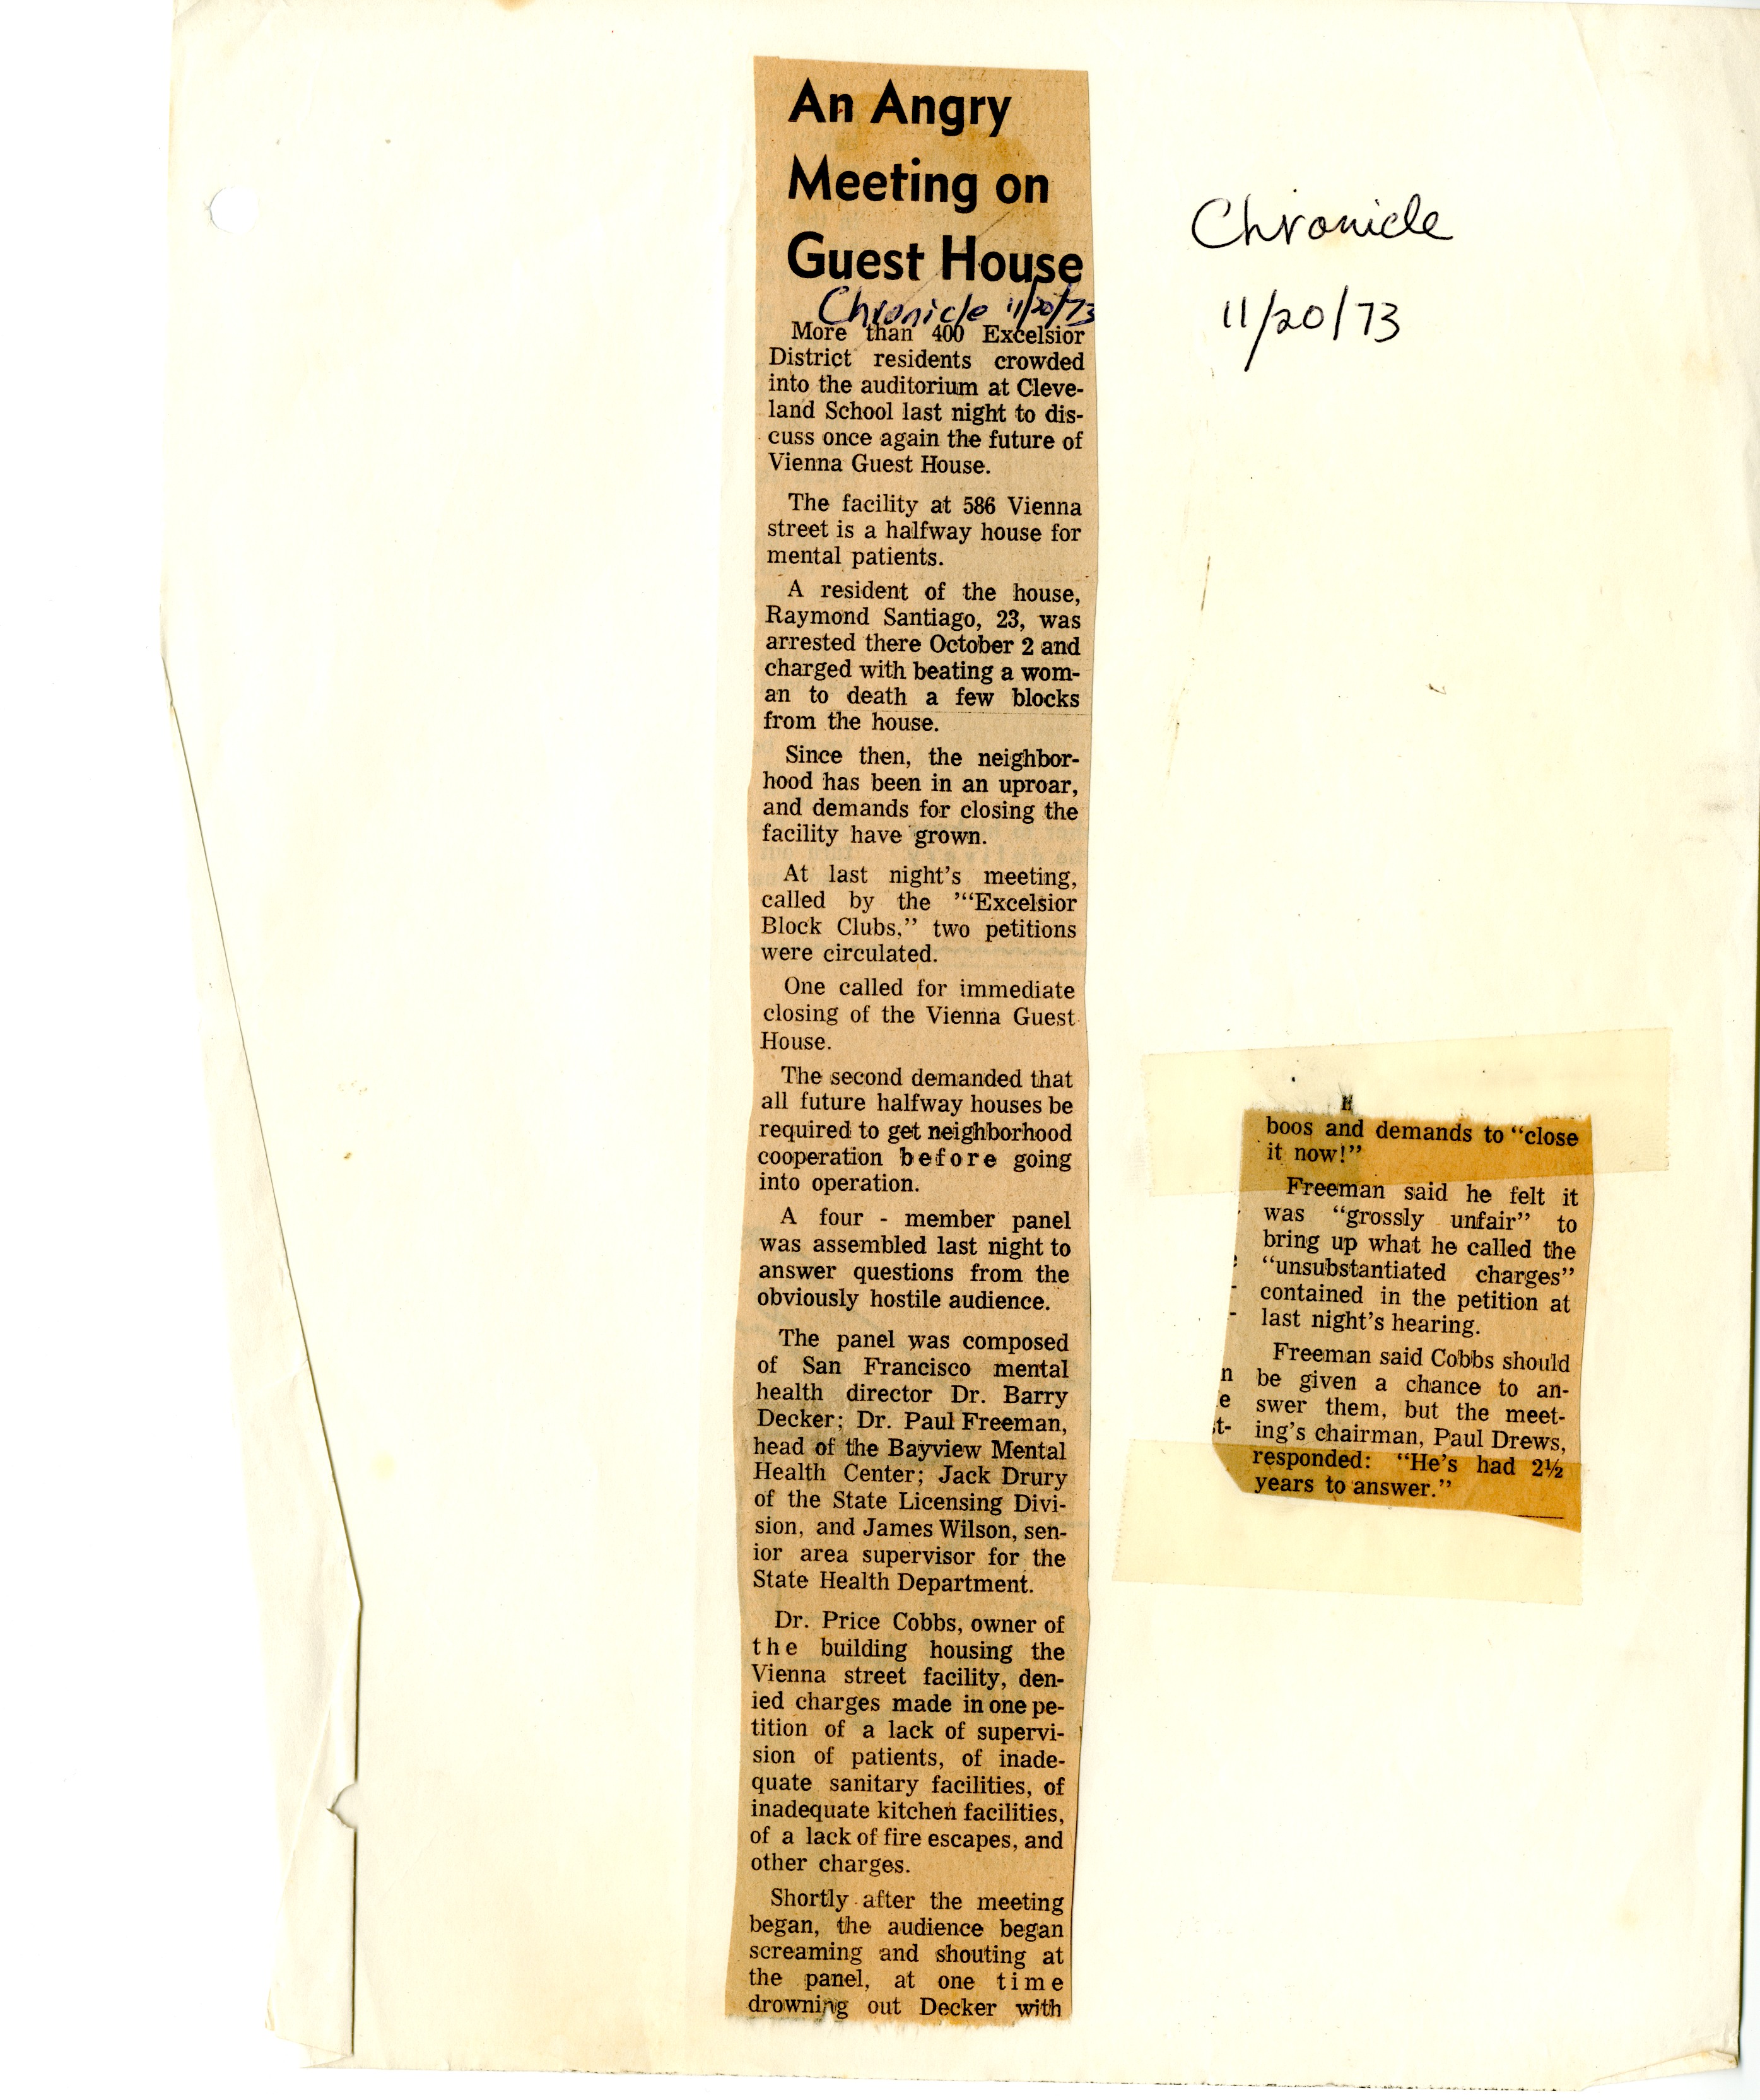 An Angry
Meeting on
Guest House
Chronicle 11/20/73
More than 400 Excelsior
District residents crowded
into the auditorium at Cleve-
land School last night to dis-
cuss once again the future of
Vienna Guest House.
The facility at 586 Vienna
street is a halfway house for
mental patients.
A resident of the house,
Raymond Santiago, 23, was
arrested there October 2 and
charged with beating a wom-
an to death a few blocks
from the house.
Since then, the neighbor-
hood has been in an uproar,
and demands for closing the
facility have grown.
At last night's meeting,
called by the '“Excelsior
Block Clubs,” two petitions
were circulated.
One called for immediate
closing of the Vienna Guest
House.
The second demanded that
all future halfway houses be
required to get neighborhood
cooperation before going
into operation.
A four - member panel
was assembled last night to
answer questions from the
obviously hostile audience.
The panel was composed
of San Francisco mental
health director Dr. Barry
Decker; Dr. Paul Freeman,
head of the Bayview Mental
Health Center; Jack Drury
of the State Licensing Divi-
sion, and James Wilson, sen-
ior area supervisor for the
State Health Department.
Dr. Price Cobbs, owner of
the building housing the
Vienna street facility, den-
ied charges made in one pe-
tition of a lack of supervi-
sion of patients, of inade-
quate sanitary facilities, of
inadequate kitchen facilities,
of a lack of fire escapes, and
other charges.
Shortly after the meeting
began, the audience began
screaming and shouting at
the panel, at one time
drowning out Decker with
Chronicle
11/20/73
boos and demands to “close
it now!”
Freeman said he felt it
was “grossly unfair” to
bring up what he called the
“unsubstantiated charges”
contained in the petition at
last night's hearing.
Freeman said Cobbs should
be given a chance to an-
swer them, but the meet-
ing's chairman, Paul Drews,
responded: “He's had 2½
years to answer.”